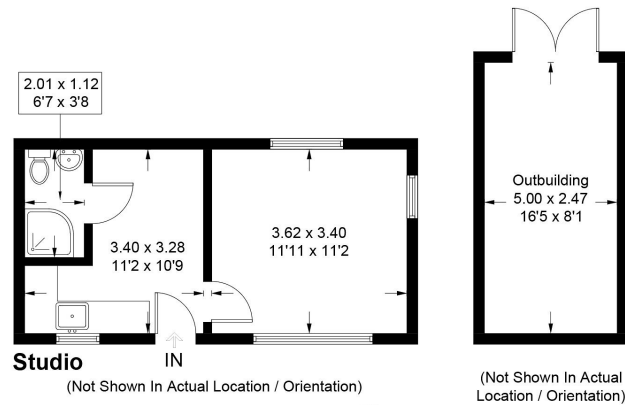 2.01 x 1.12
6'7 x 3'8
3.40 x 3.28
11'2 x 10'9
3.62 x 3.40
11'11 x 11'2
Studio
IN
(Not Shown In Actual Location / Orientation)
Outbuilding
5.00 x 2.47
16'5 x 8'1
(Not Shown In Actual
Location / Orientation)